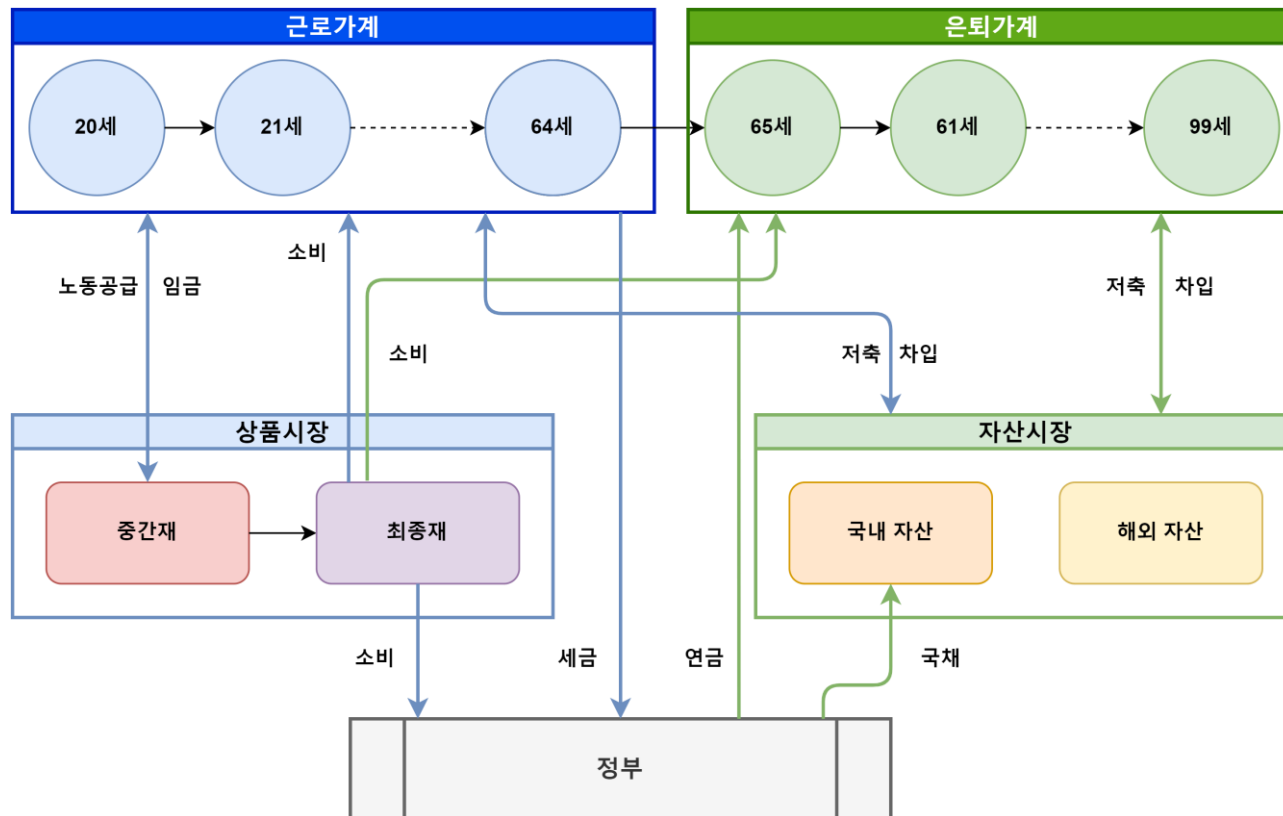 근로가계
은퇴가계
20세
21세
64세
65세
61세
99세
소비
노동공급
임금
저축
차입
소비
저축
차입
상품시장
자산시장
중간재
최종재
국내 자산
해외 자산
소비
세금
연금
국채
정부